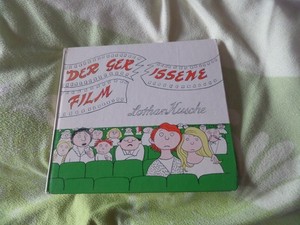 DER GER ISSENE
FILM
Lothar Kusche